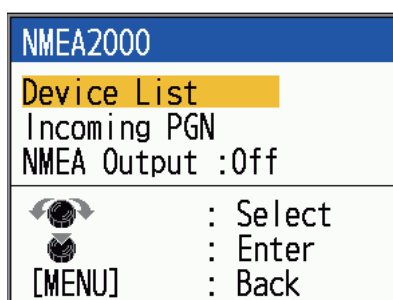 NMEA2000
Device List
Incoming PGN
NMEA Output :Off
: Select
: Enter
[MENU] : Back